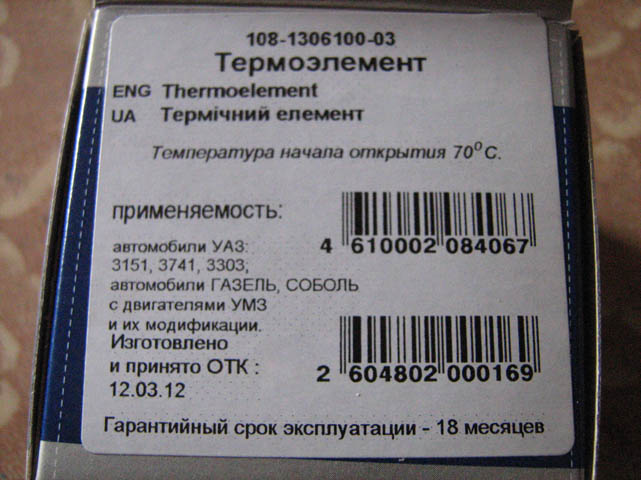 108-1306100-03
Термоэлемент
ENG Thermoelement
UA Термічний елемент
Температура начала открытия 70°С.
применяемость:
автомобили УАЗ:
3151, 3741, 3303;
автомобили ГАЗЕЛЬ, СОБОЛЬ
с двигателями УМЗ
и их модификации.
4 610002 084067
Изготовлено
и принято ОТК :
12.03.12
2 604802 000169
Гарантийный срок эксплуатации - 18 месяцев